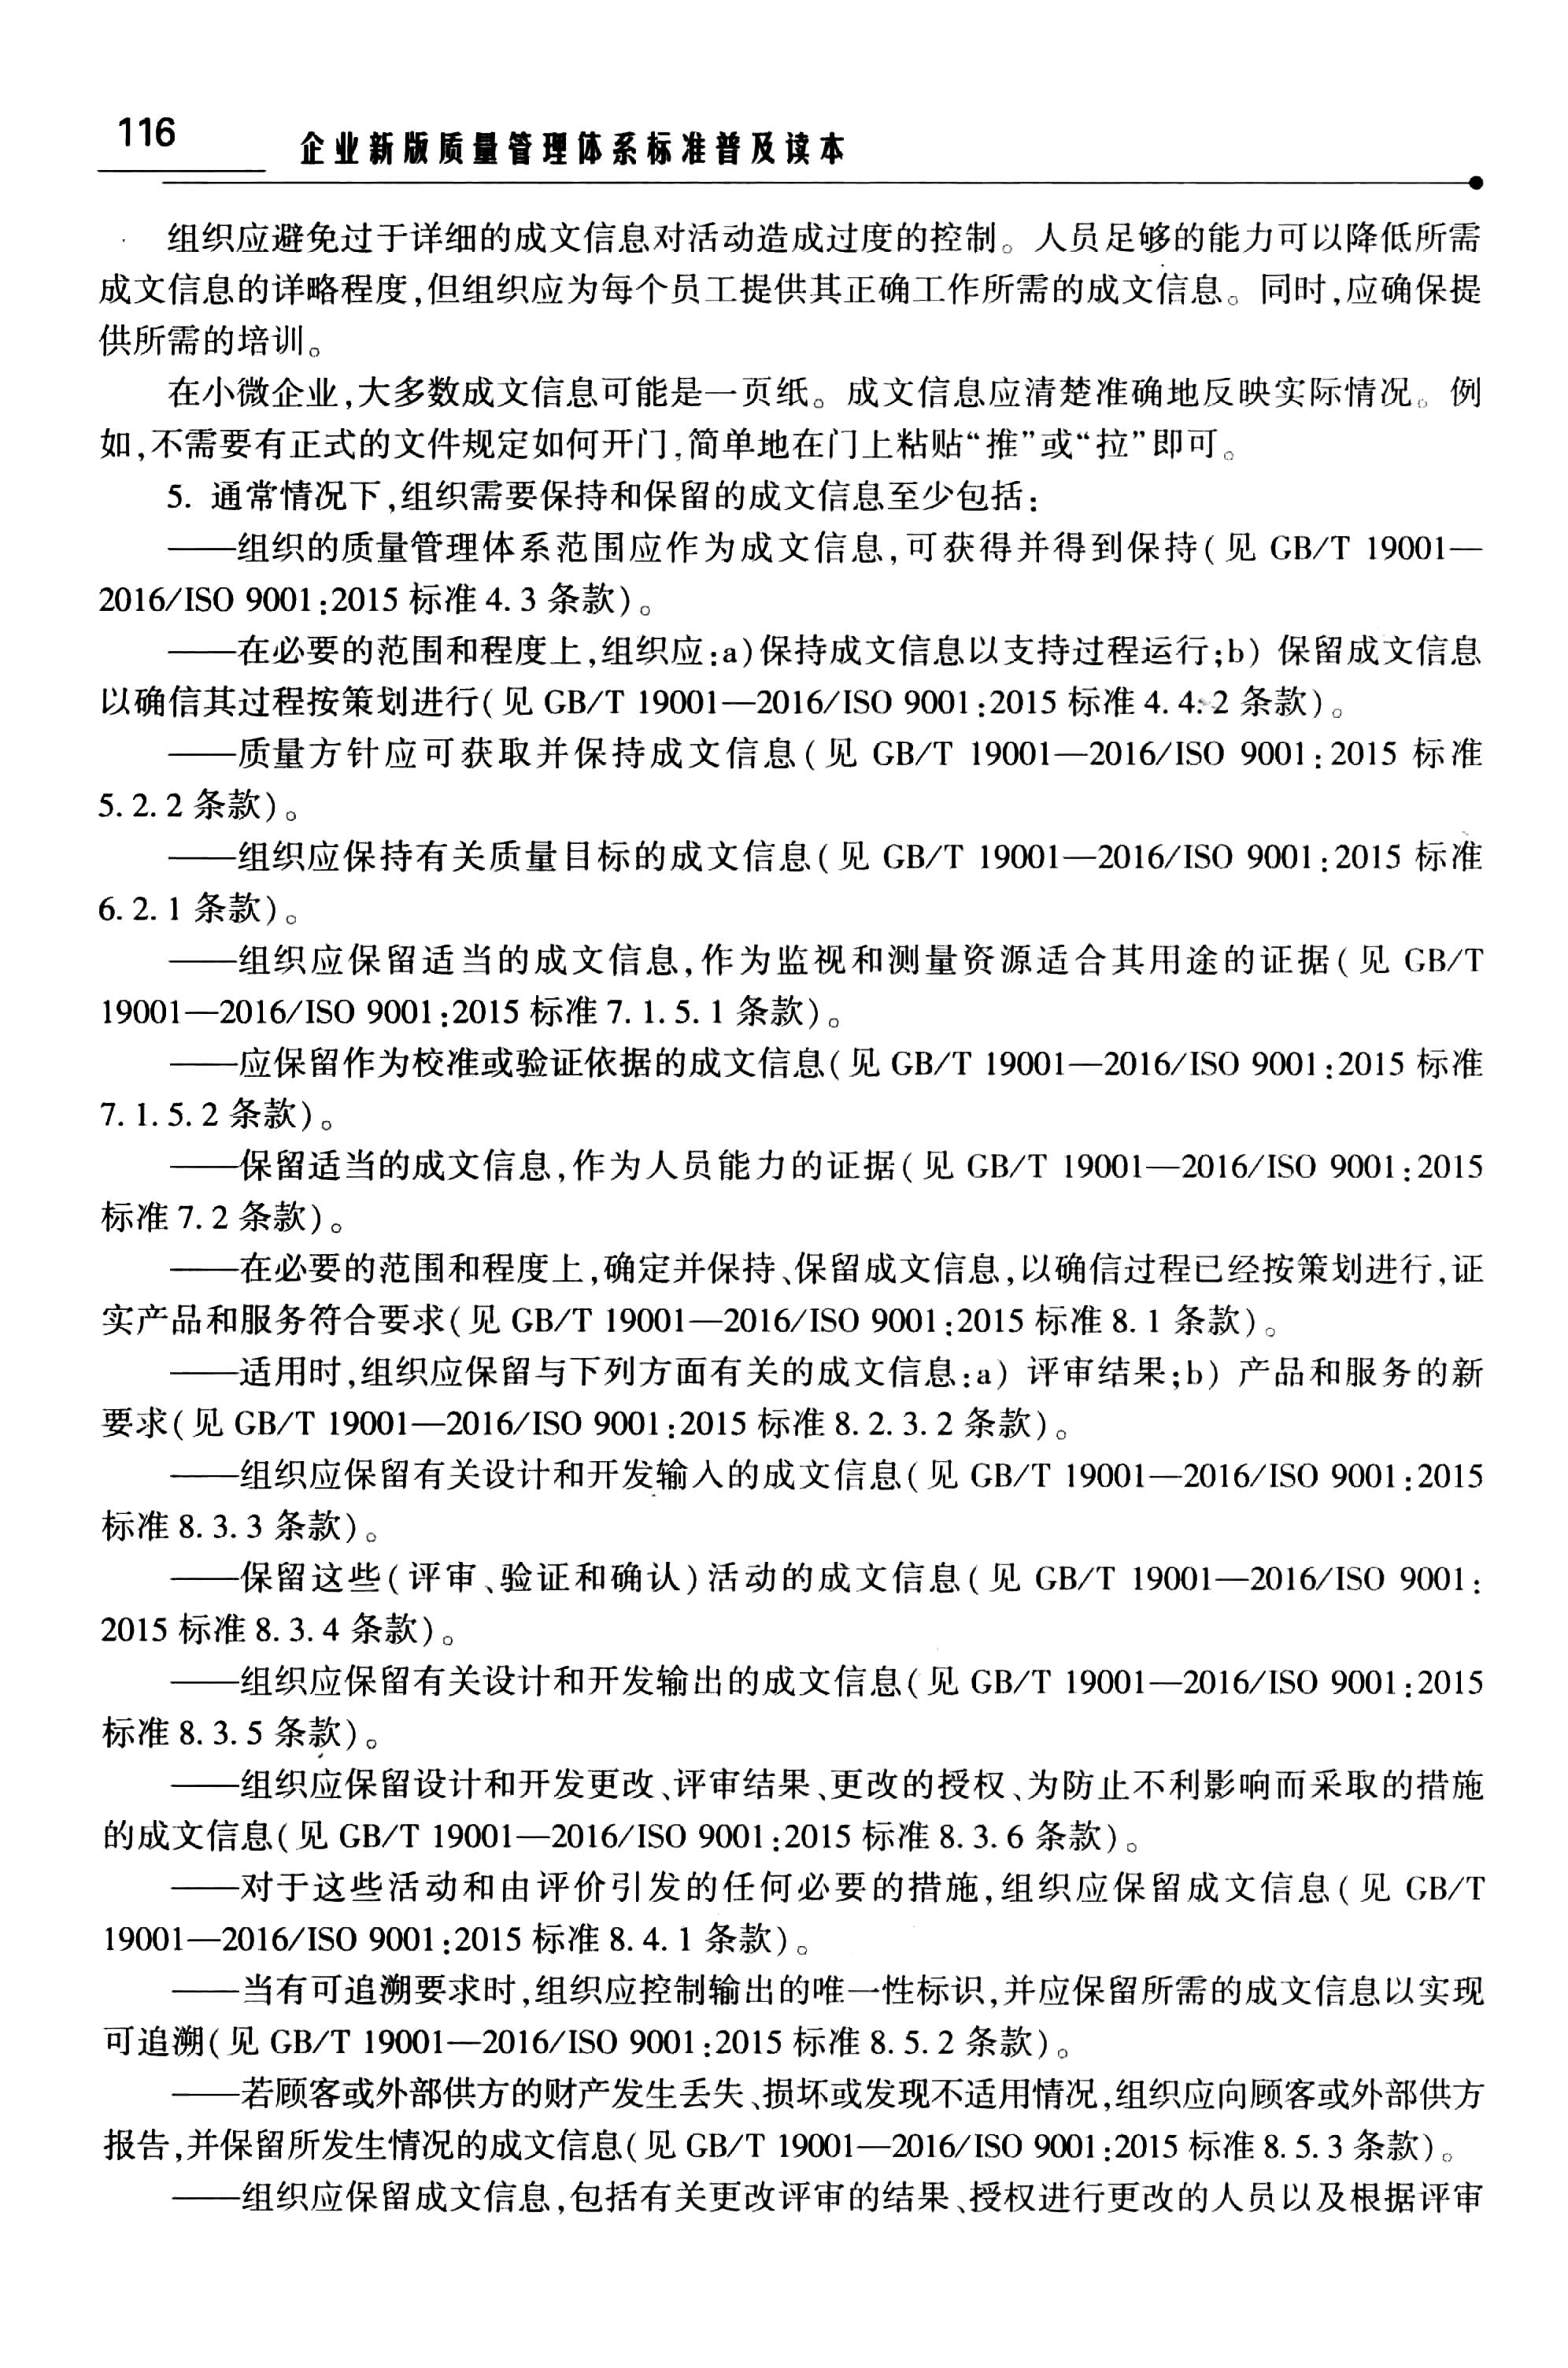 116
企业新版质量管理体系标准普及读本
组织应避免过于详细的成文信息对活动造成过度的控制。人员足够的能力可以降低所需
成文信息的详略程度,但组织应为每个员工提供其正确工作所需的成文信息。同时,应确保提
供所需的培训。
在小微企业,大多数成文信息可能是一页纸。成文信息应清楚准确地反映实际情况。例
如,不需要有正式的文件规定如何开门,简单地在门上粘贴“推”或“拉”即可。
5. 通常情况下,组织需要保持和保留的成文信息至少包括:
——组织的质量管理体系范围应作为成文信息,可获得并得到保持(见 GB/T 19001—
2016/ISO 9001:2015 标准 4.3 条款)。
——在必要的范围和程度上,组织应:a)保持成文信息以支持过程运行;b) 保留成文信息
以确信其过程按策划进行(见 GB/T 19001—2016/ISO 9001:2015 标准 4.4.2 条款)。
——质量方针应可获取并保持成文信息(见 GB/T 19001—2016/ISO 9001:2015 标准
5.2.2 条款)。
——组织应保持有关质量目标的成文信息(见 GB/T 19001—2016/ISO 9001:2015 标准
6.2.1 条款)。
——组织应保留适当的成文信息,作为监视和测量资源适合其用途的证据(见 GB/T
19001—2016/ISO 9001:2015 标准 7.1.5.1 条款)。
——应保留作为校准或验证依据的成文信息(见 GB/T 19001—2016/ISO 9001:2015 标准
7.1.5.2 条款)。
——保留适当的成文信息,作为人员能力的证据(见 GB/T 19001—2016/ISO 9001:2015
标准 7.2 条款)。
——在必要的范围和程度上,确定并保持、保留成文信息,以确信过程已经按策划进行,证
实产品和服务符合要求(见 GB/T 19001—2016/ISO 9001:2015 标准 8.1 条款)。
——适用时,组织应保留与下列方面有关的成文信息:a) 评审结果;b) 产品和服务的新
要求(见 GB/T 19001—2016/ISO 9001:2015 标准 8.2.3.2 条款)。
——组织应保留有关设计和开发输入的成文信息(见 GB/T 19001—2016/ISO 9001:2015
标准 8.3.3 条款)。
——保留这些(评审、验证和确认)活动的成文信息(见 GB/T 19001—2016/ISO 9001:
2015 标准 8.3.4 条款)。
——组织应保留有关设计和开发输出的成文信息(见 GB/T 19001—2016/ISO 9001:2015
标准 8.3.5 条款)。
——组织应保留设计和开发更改、评审结果、更改的授权、为防止不利影响而采取的措施
的成文信息(见 GB/T 19001—2016/ISO 9001:2015 标准 8.3.6 条款)。
——对于这些活动和由评价引发的任何必要的措施,组织应保留成文信息(见 GB/T
19001—2016/ISO 9001:2015 标准 8.4.1 条款)。
——当有可追溯要求时,组织应控制输出的唯一性标识,并应保留所需的成文信息以实现
可追溯(见 GB/T 19001—2016/ISO 9001:2015 标准 8.5.2 条款)。
——若顾客或外部供方的财产发生丢失、损坏或发现不适用情况,组织应向顾客或外部供方
报告,并保留所发生情况的成文信息(见 GB/T 19001—2016/ISO 9001:2015 标准 8.5.3 条款)。
——组织应保留成文信息,包括有关更改评审的结果、授权进行更改的人员以及根据评审